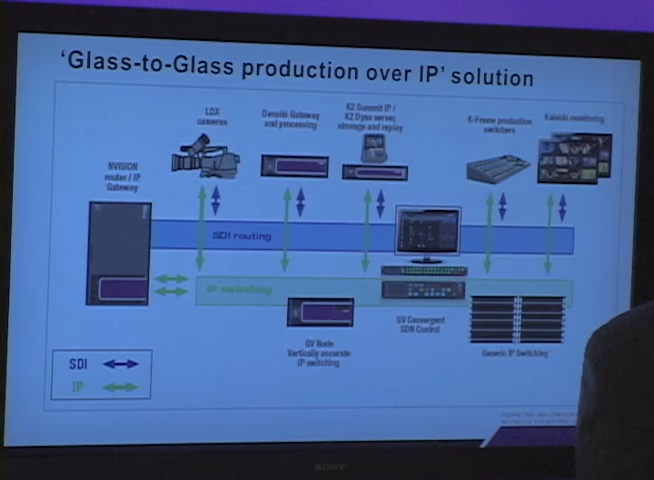 'Glass-to-Glass production over IP' solution
LDX
cameras
Densité Gateway
and processing
K2 Summit IP /
K2 Dyno server,
storage and replay
K-Frame production
switchers
Kaleido monitoring
NVISION
router / IP
Gateway
SDI routing
IP switching
GV Node
Vertically accurate
IP switching
GV Convergent
SDN Control
Generic IP Switching
SDI
IP
SONY